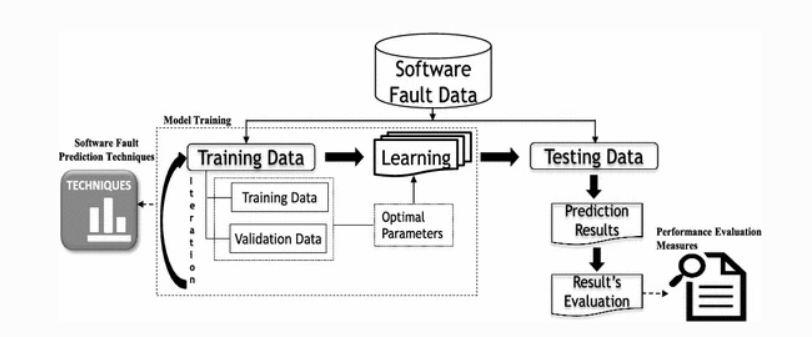 Software
Fault Data
Model Training
Software Fault
Prediction Techniques
TECHNIQUES
Training Data
Learning
Testing Data
Iteration
Training Data
Validation Data
Optimal
Parameters
Prediction
Results
Performance Evaluation
Measures
Result's
Evaluation